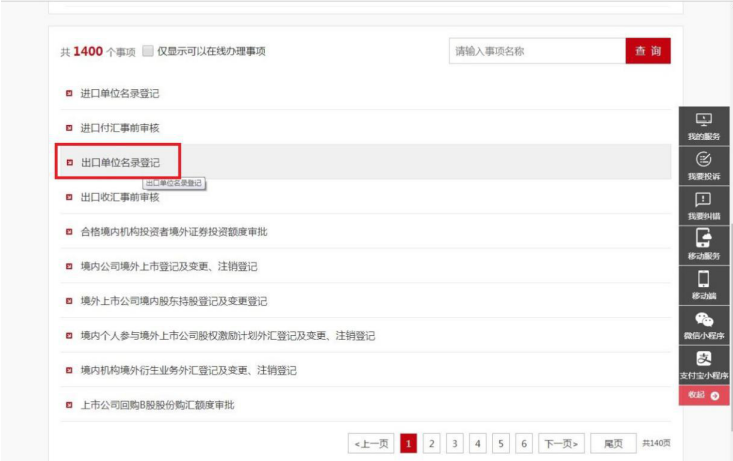 共 1400 个事项 仅显示可以在线办理事项 请输入事项名称 查 询
进口单位名录登记
进口付汇事前审核
出口单位名录登记
出口单位名录登记
出口收汇事前审核
合格境内机构投资者境外证券投资额度审批
境内公司境外上市登记及变更、注销登记
境外上市公司境内股东持股登记及变更登记
境内个人参与境外上市公司股权激励计划外汇登记及变更、注销登记
境内机构境外衍生业务外汇登记及变更、注销登记
上市公司回购B股股份购汇额度审批
<上一页 1 2 3 4 5 6 下一页> 尾页 共140页
我的服务
我要投诉
我要纠错
移动服务
移动端
微信小程序
支付宝小程序
收起